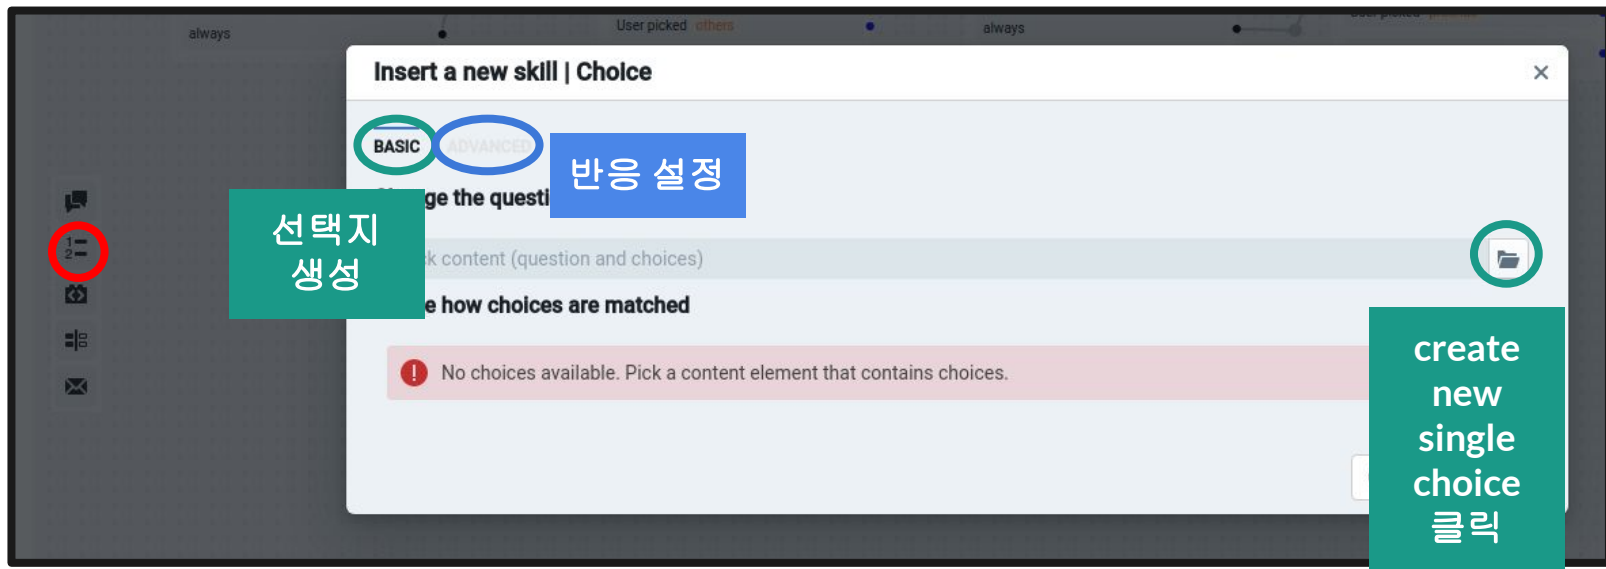 always
User picked others
always
Insert a new skill | Choice
BASIC
ADVANCED
반응 설정
ge the questi
선택지
생성
k content (question and choices)
e how choices are matched
No choices available. Pick a content element that contains choices.
create
new
single
choice
클릭